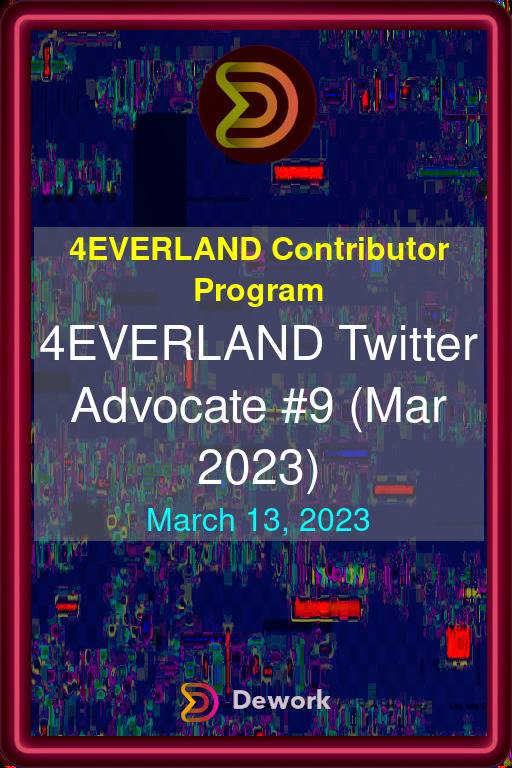 4EVERLAND Contributor
Program
4EVERLAND Twitter
Advocate #9 (Mar
2023)
March 13, 2023
Dework